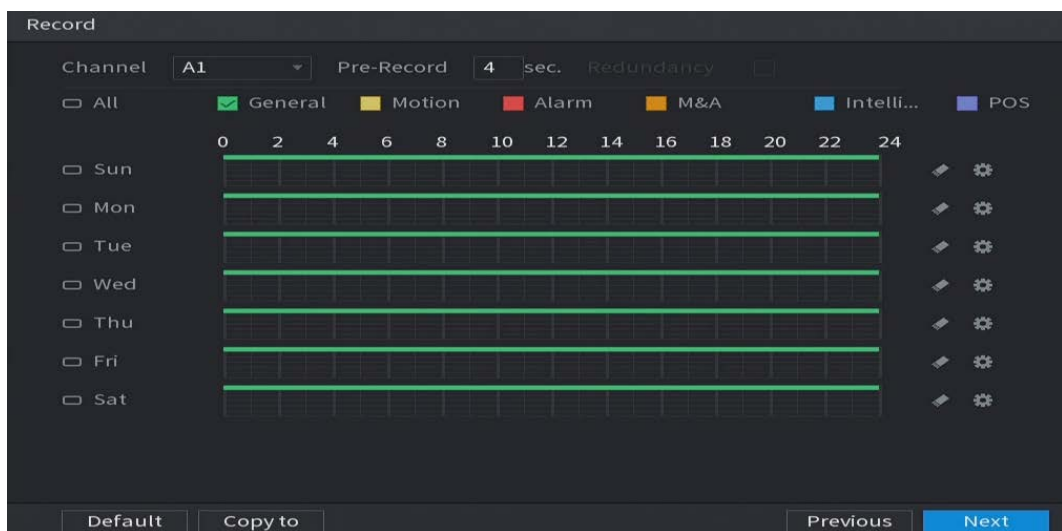 Record
Channel A1 Pre-Record 4 sec. Redundancy
All General Motion Alarm M&A Intelli... POS
0 2 4 6 8 10 12 14 16 18 20 22 24
Sun
Mon
Tue
Wed
Thu
Fri
Sat
Default Copy to Previous Next